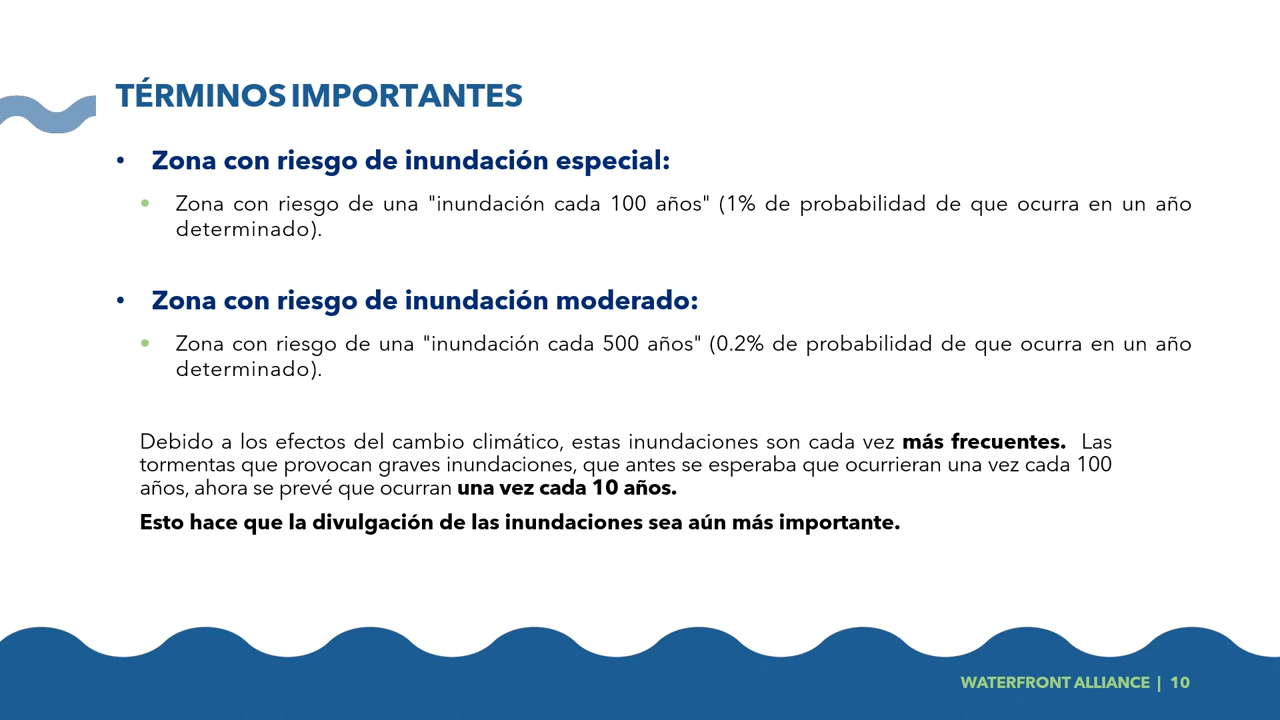 TÉRMINOS IMPORTANTES
• Zona con riesgo de inundación especial:
• Zona con riesgo de una "inundación cada 100 años" (1% de probabilidad de que ocurra en un año
determinado).
• Zona con riesgo de inundación moderado:
• Zona con riesgo de una "inundación cada 500 años" (0.2% de probabilidad de que ocurra en un año
determinado).
Debido a los efectos del cambio climático, estas inundaciones son cada vez más frecuentes. Las
tormentas que provocan graves inundaciones, que antes se esperaba que ocurrieran una vez cada 100
años, ahora se prevé que ocurran una vez cada 10 años.
Esto hace que la divulgación de las inundaciones sea aún más importante.
WATERFRONT ALLIANCE | 10